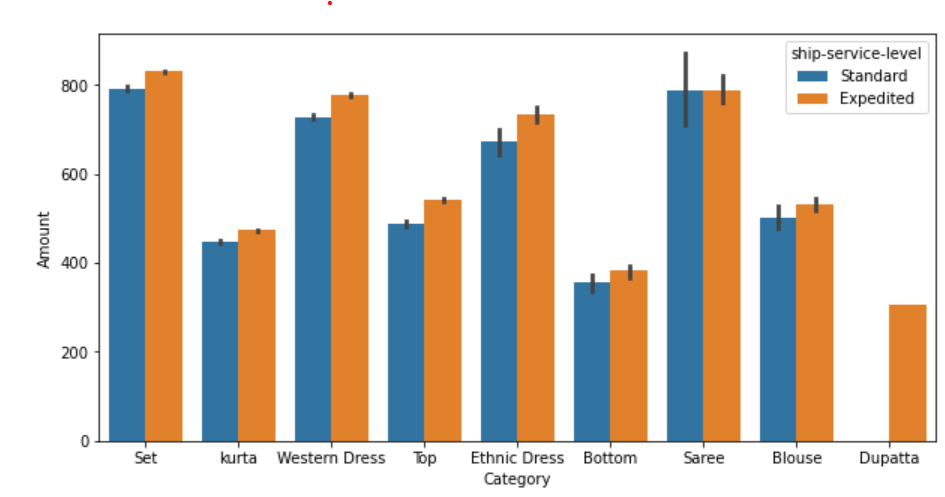 ship-service-level
Standard
Expedited
800
600
400
200
0
Amount
Set kurta Western Dress Top Ethnic Dress Bottom Saree Blouse Dupatta
Category